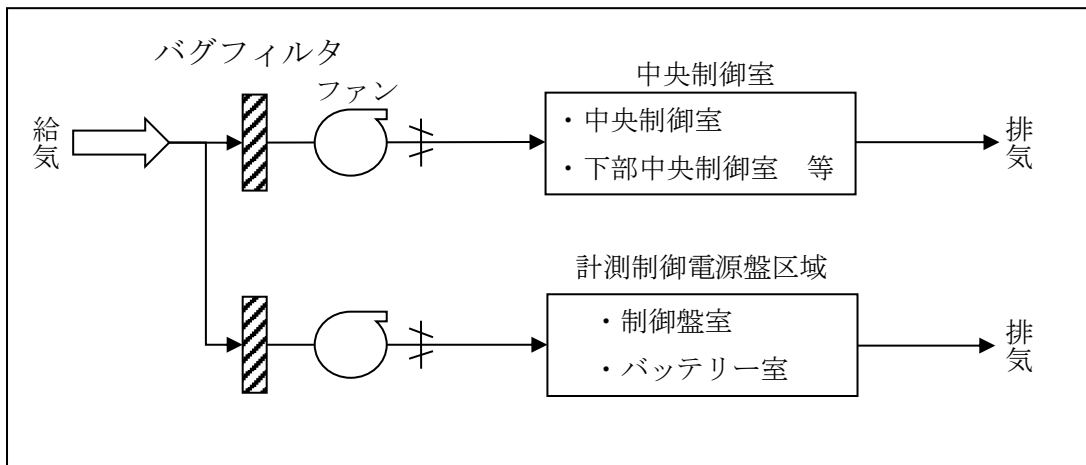 バグフィルタ
ファン
給気
中央制御室
・中央制御室
・下部中央制御室　等
排気
計測制御電源盤区域
・制御盤室
・バッテリー室
排気